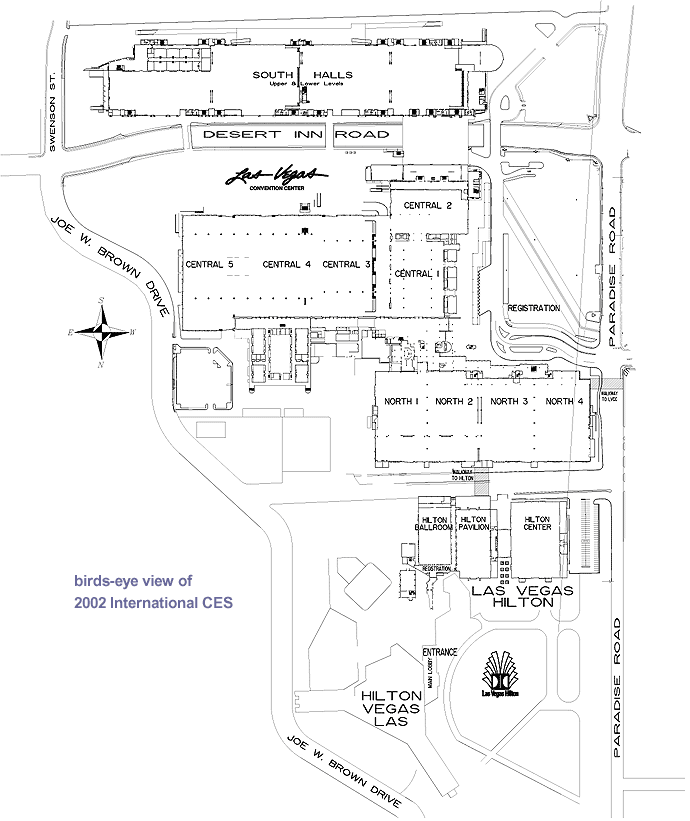 SWENSON ST.
SOUTH HALLS
Upper & Lower Levels
DESERT INN ROAD
Las Vegas
CONVENTION CENTER
CENTRAL 2
JOE W. BROWN DRIVE
CENTRAL 5
CENTRAL 4
CENTRAL 3
CENTRAL 1
PARADISE ROAD
REGISTRATION
S
E
W
N
NORTH 1
NORTH 2
NORTH 3
NORTH 4
WALKWAY
TO LVCC
WALKWAY
TO HILTON
HILTON
BALLROOM
HILTON
PAVILION
HILTON
CENTER
REGISTRATION
LAS VEGAS
HILTON
birds-eye view of
2002 International CES
ENTRANCE
MAIN LOBBY
Las Vegas Hilton
HILTON
VEGAS
LAS
PARADISE ROAD
JOE W. BROWN DRIVE